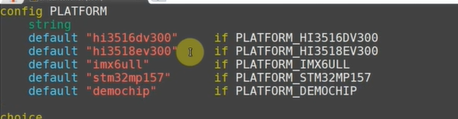 config PLATFORM
string
default "hi3516dv300" if PLATFORM_HI3516DV300
default "hi3518ev300" if PLATFORM_HI3518EV300
default "imx6ull" if PLATFORM_IMX6ULL
default "stm32mp157" if PLATFORM_STM32MP157
default "demochip" if PLATFORM_DEMOCHIP
choice